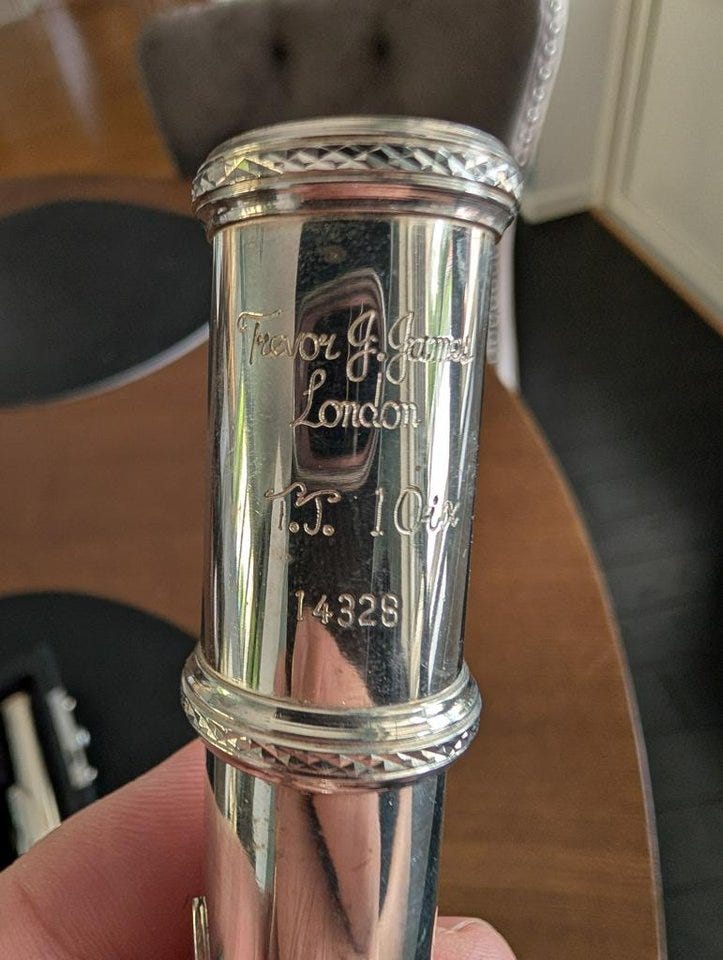 Trevor J. James
London
T.J. 10ix
14328